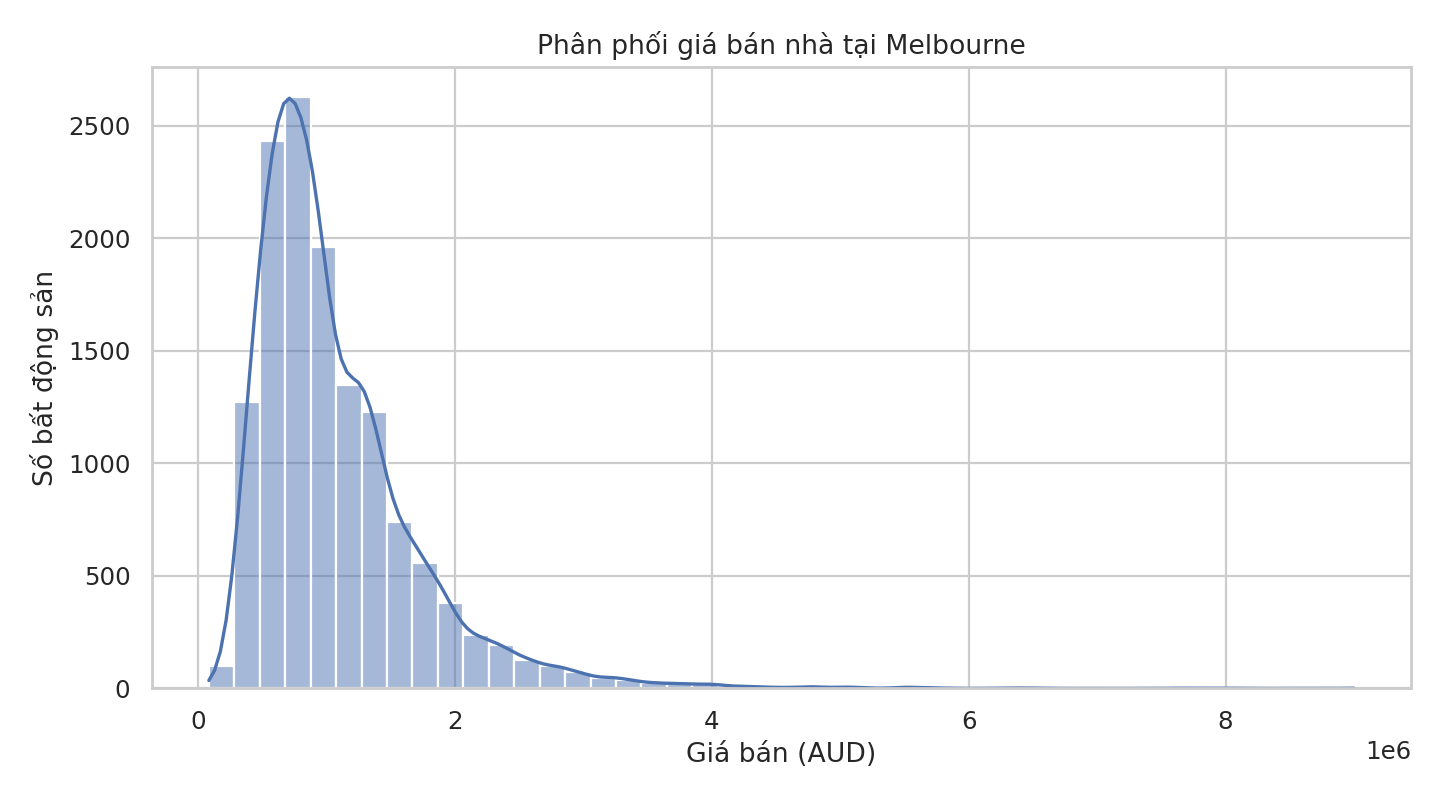 Phân phối giá bán nhà tại Melbourne
Số bất động sản
2500
2000
1500
1000
500
0
0 2 4 6 8
1e6
Giá bán (AUD)